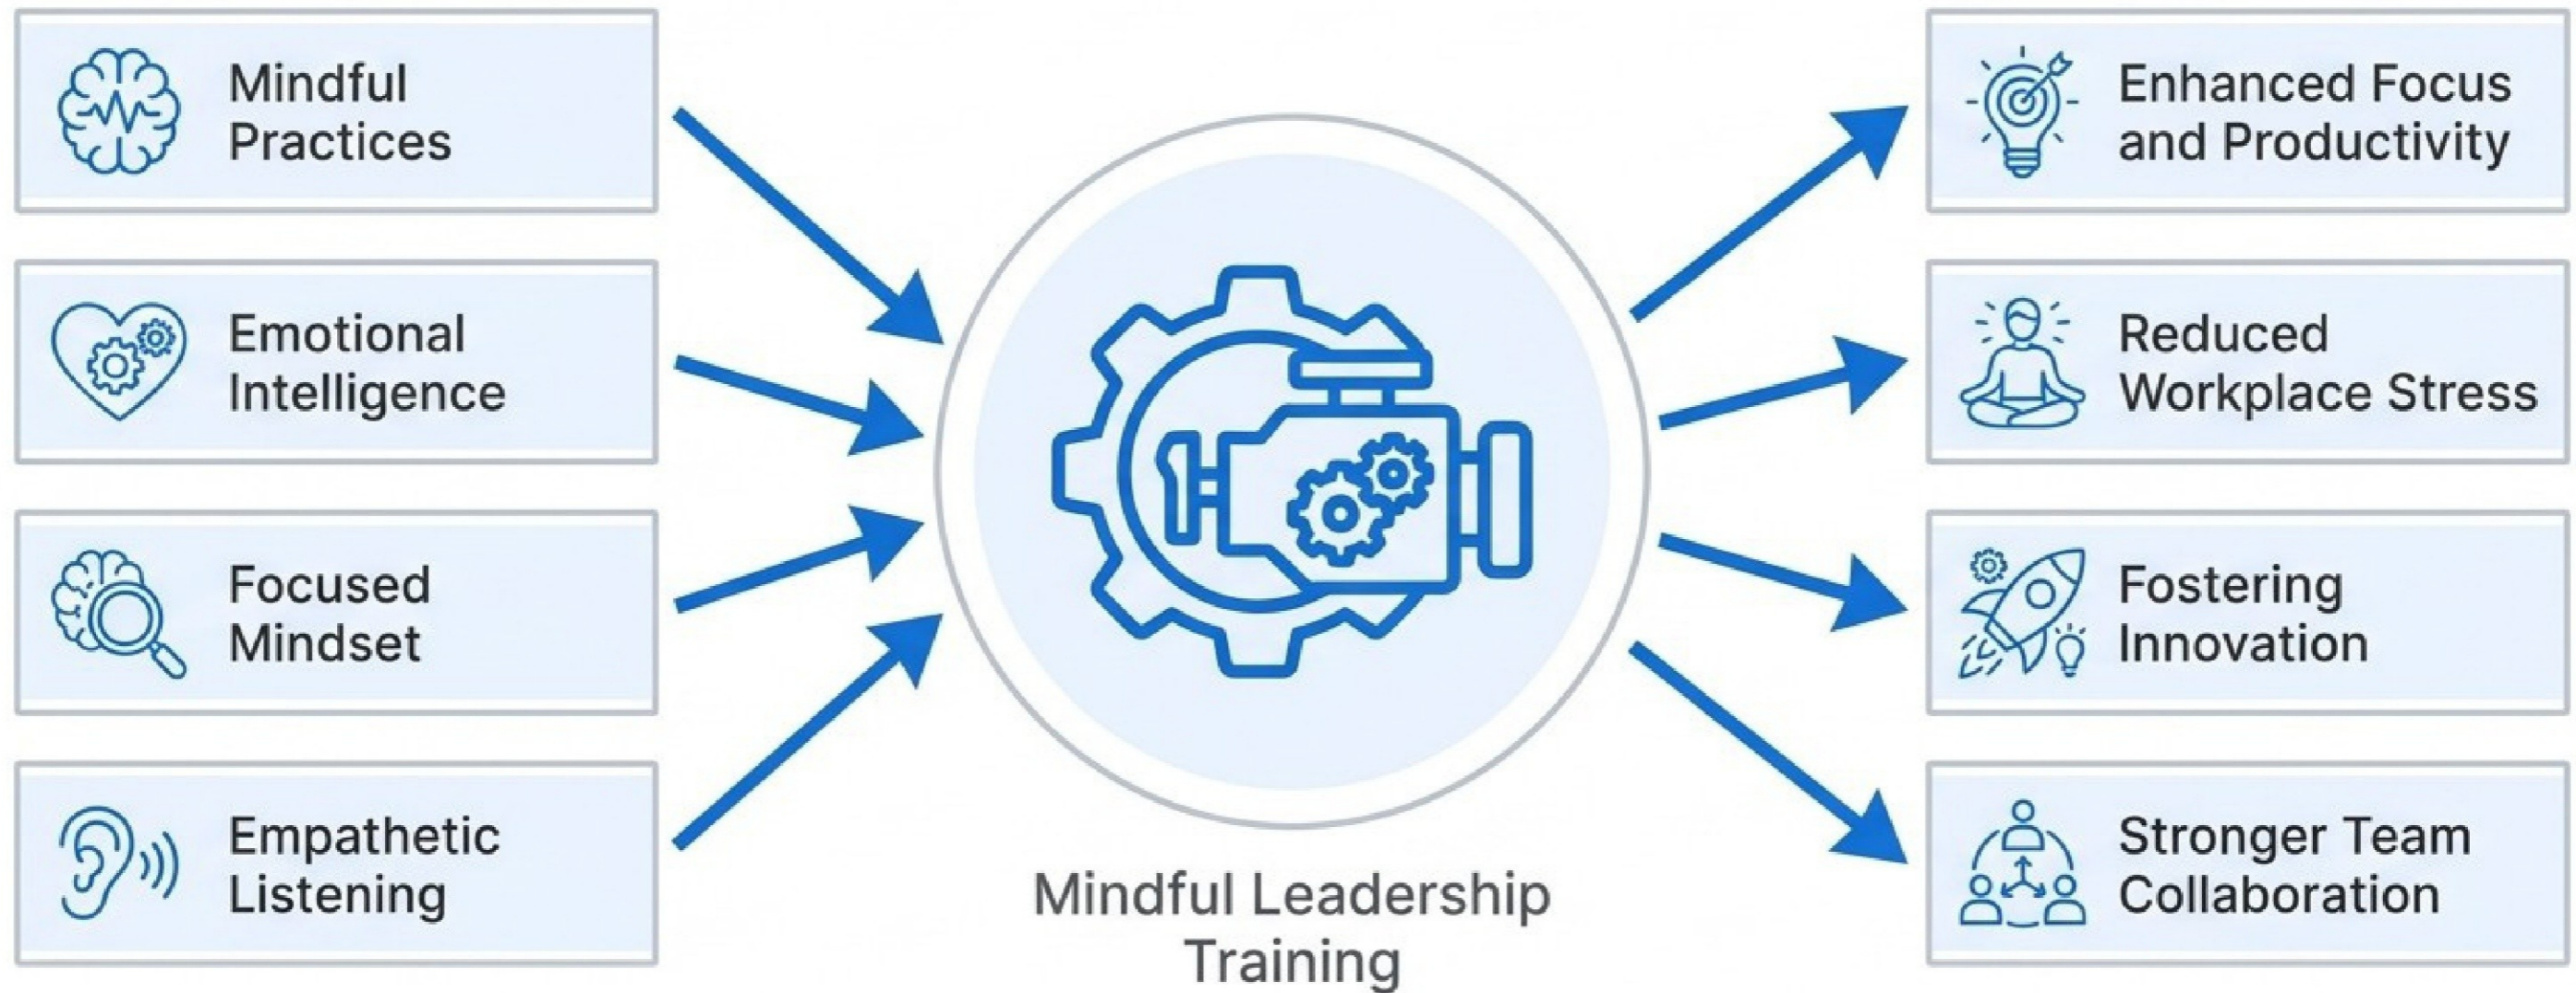 Mindful
Practices
Emotional
Intelligence
Focused
Mindset
Empathetic
Listening
Mindful Leadership
Training
Enhanced Focus
and Productivity
Reduced
Workplace Stress
Fostering
Innovation
Stronger Team
Collaboration